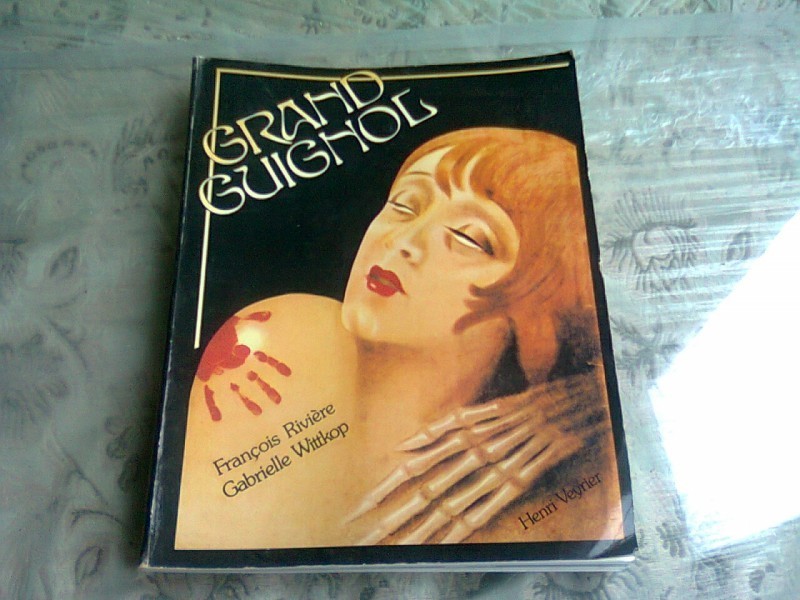 GRAND
GUIGNOL
François Rivière
Gabrielle Wittkop
Henri Veyrier